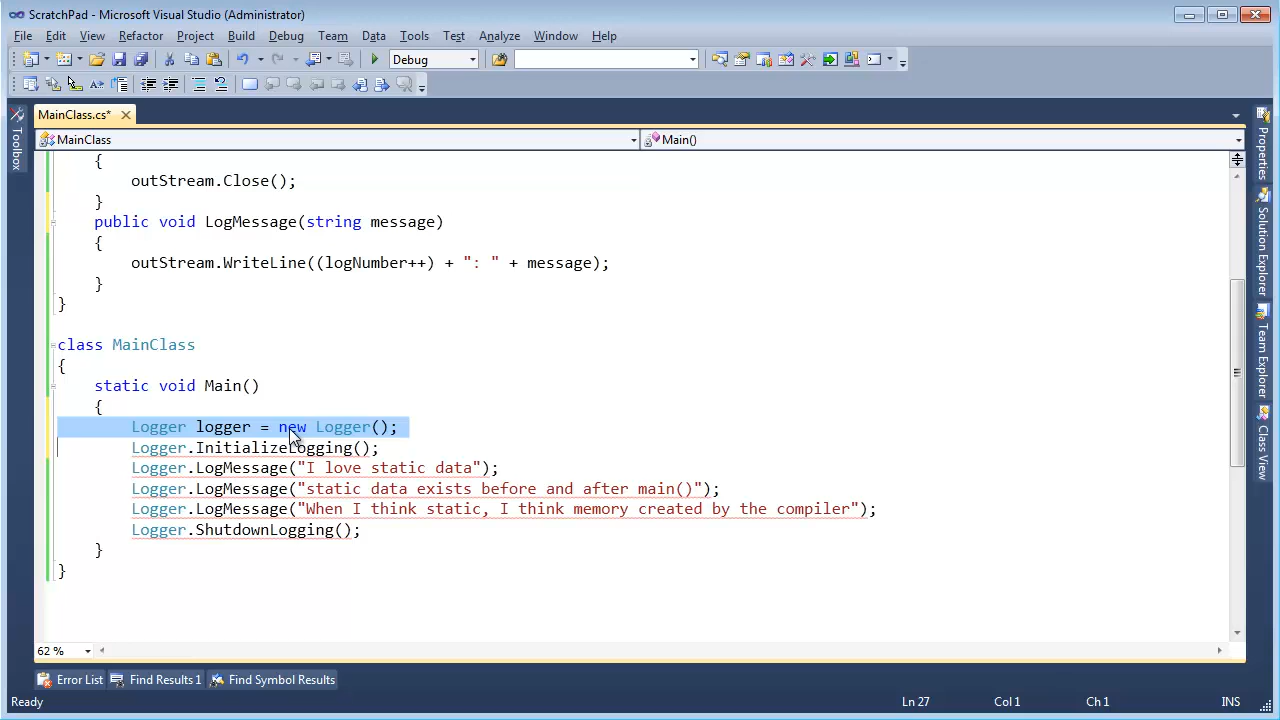 ScratchPad - Microsoft Visual Studio (Administrator)
File Edit View Refactor Project Build Debug Team Data Tools Test Analyze Window Help
Debug
MainClass.cs*
MainClass
Main()
{
outStream.Close();
}
public void LogMessage(string message)
{
outStream.WriteLine((logNumber++) + ": " + message);
}
}
class MainClass
{
static void Main()
{
Logger logger = new Logger();
Logger.InitializeLogging();
Logger.LogMessage("I love static data");
Logger.LogMessage("static data exists before and after main()");
Logger.LogMessage("When I think static, I think memory created by the compiler");
Logger.ShutdownLogging();
}
}
Toolbox
Properties
Solution Explorer
Team Explorer
Class View
62 %
Error List Find Results 1 Find Symbol Results
Ready Ln 27 Col 1 Ch 1 INS